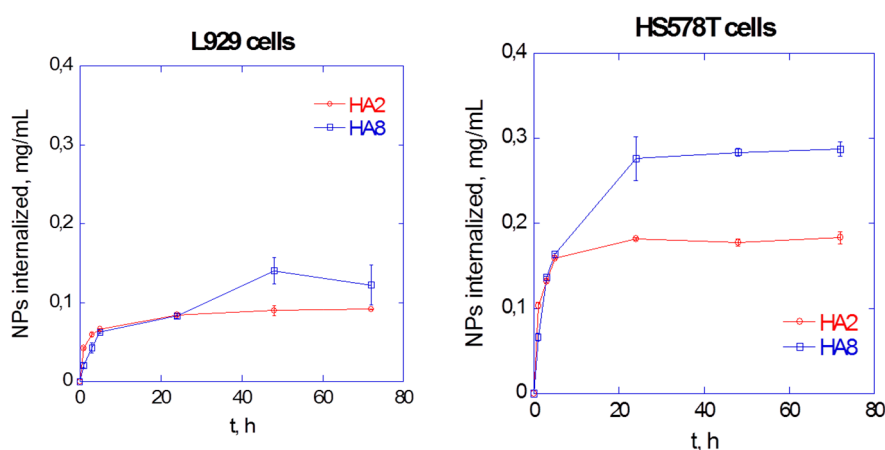 L929 cells
NPs internalized, mg/mL
0,4
0,3
0,2
0,1
0
0 20 40 60 80
t, h
HA2
HA8
HS578T cells
NPs internalized, mg/mL
0,4
0,3
0,2
0,1
0
0 20 40 60 80
t, h
HA2
HA8